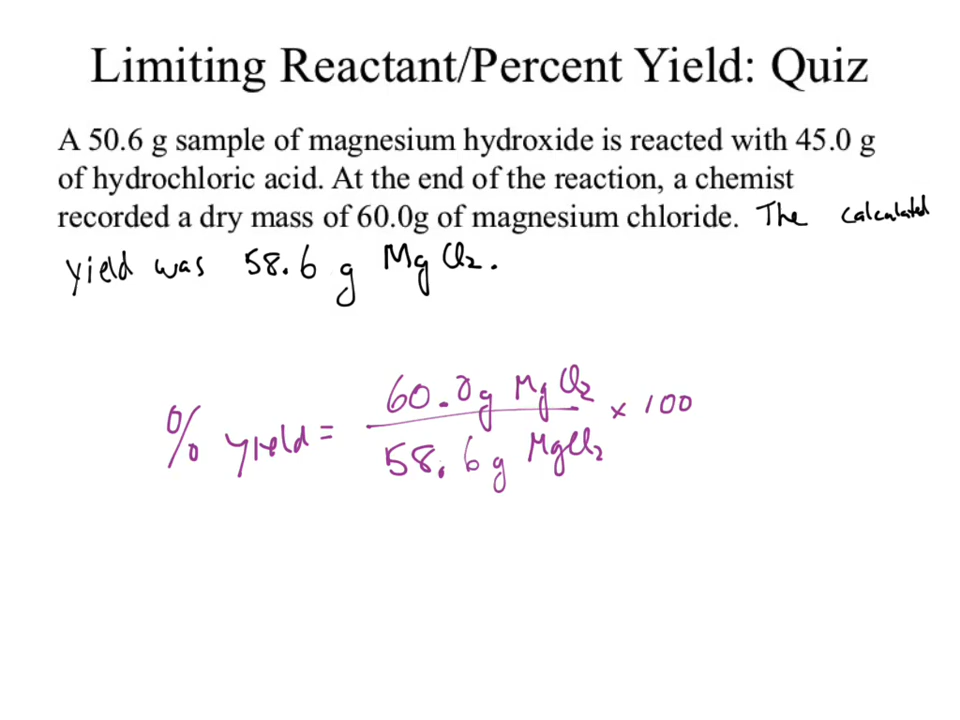 Limiting Reactant/Percent Yield: Quiz
A 50.6 g sample of magnesium hydroxide is reacted with 45.0 g
of hydrochloric acid. At the end of the reaction, a chemist
recorded a dry mass of 60.0g of magnesium chloride. The calculated
yield was 58.6 g MgCl₂.
% yield = 60.0g MgCl₂ × 100
58.6g MgCl₂